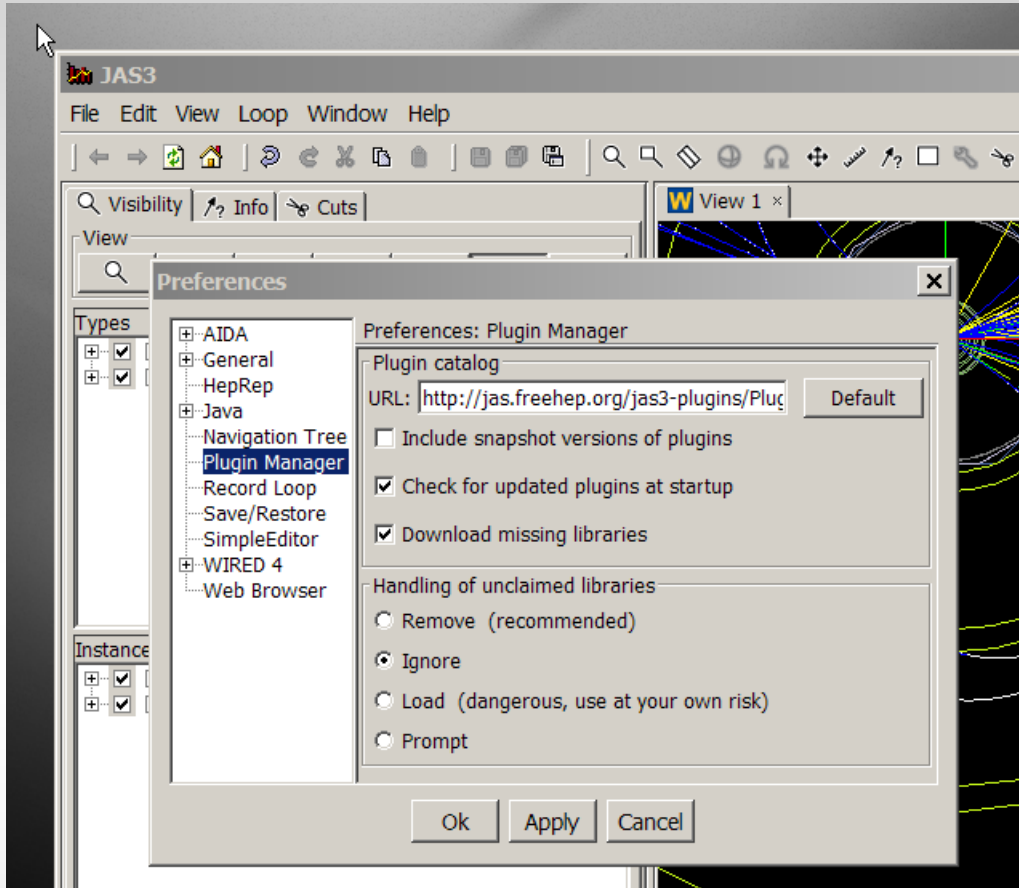 JAS3
File Edit View Loop Window Help
Visibility Info Cuts
W View 1
View
Preferences
Types
AIDA
General
HepRep
Java
Navigation Tree
Plugin Manager
Record Loop
Save/Restore
SimpleEditor
WIRED 4
Web Browser
Preferences: Plugin Manager
Plugin catalog
URL: http://jas.freehep.org/jas3-plugins/Plug
Default
Include snapshot versions of plugins
Check for updated plugins at startup
Download missing libraries
Handling of unclaimed libraries
Remove (recommended)
Ignore
Load (dangerous, use at your own risk)
Prompt
Instance
Ok Apply Cancel